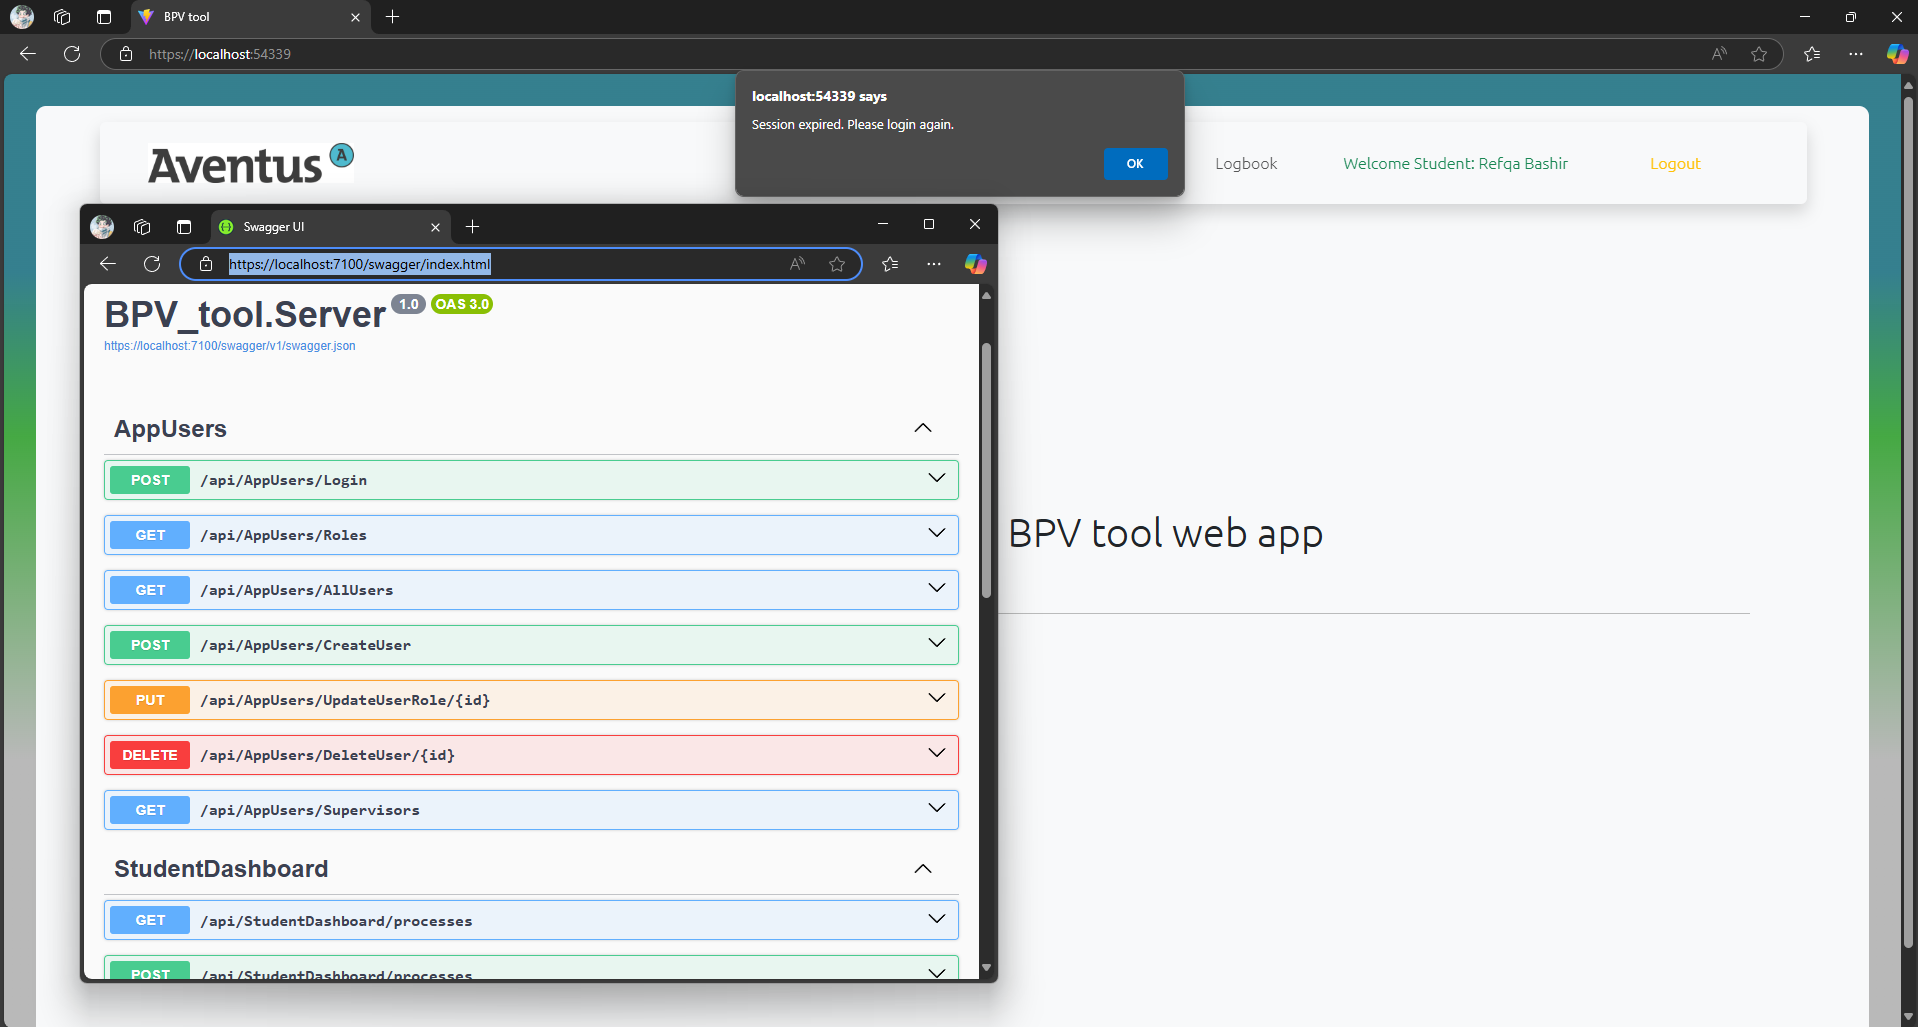 BPV tool
https://localhost:54339
localhost:54339 says
Session expired. Please login again.
OK
Aventus A
Logbook
Welcome Student: Refqa Bashir
Logout
Swagger UI
https://localhost:7100/swagger/index.html
BPV_tool.Server 1.0 OAS 3.0
https://localhost:7100/swagger/v1/swagger.json
AppUsers
POST /api/AppUsers/Login
GET /api/AppUsers/Roles
GET /api/AppUsers/AllUsers
POST /api/AppUsers/CreateUser
PUT /api/AppUsers/UpdateUserRole/{id}
DELETE /api/AppUsers/DeleteUser/{id}
GET /api/AppUsers/Supervisors
StudentDashboard
GET /api/StudentDashboard/processes
POST /api/StudentDashboard/processes
BPV tool web app